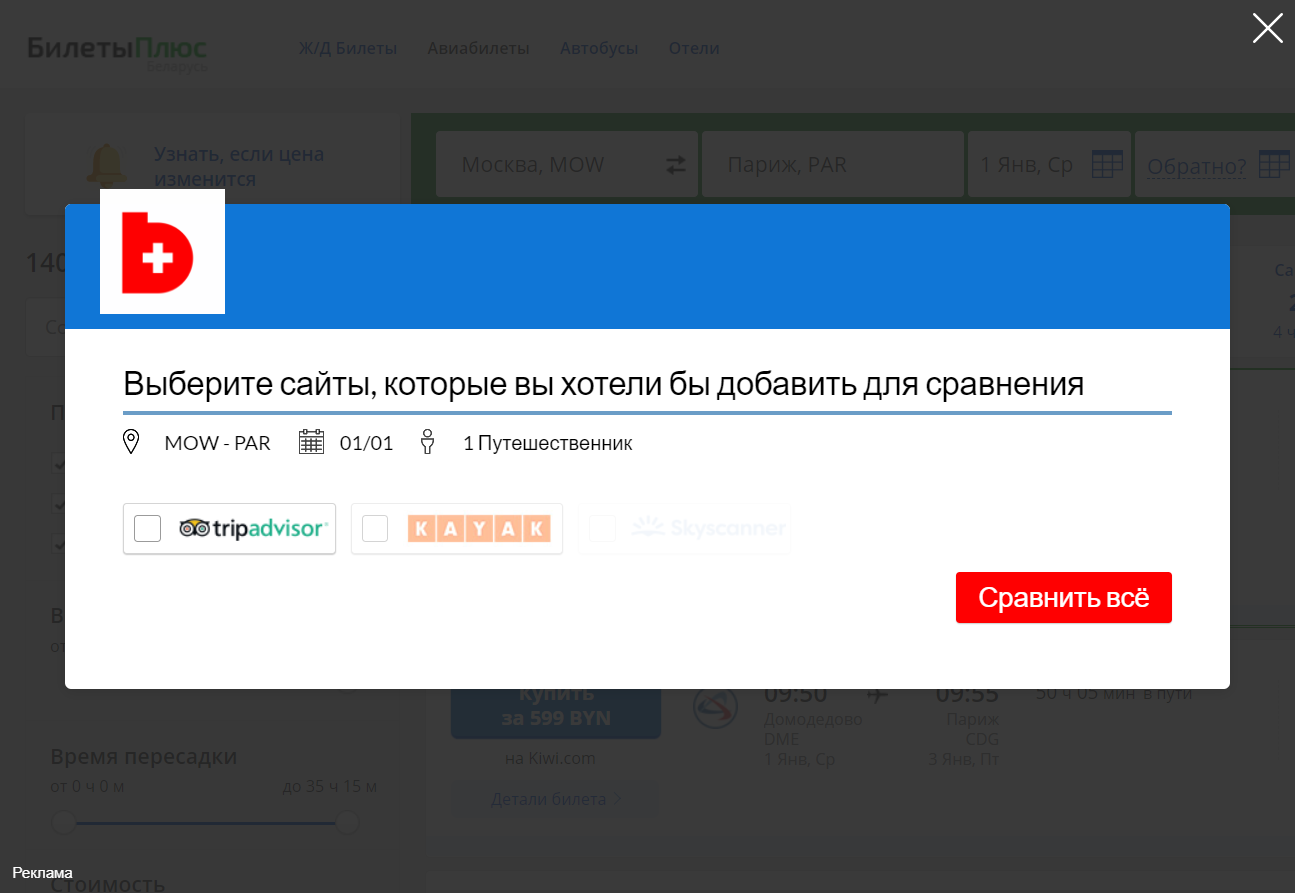 БилетыПлюс
Беларусь
Ж/Д Билеты Авиабилеты Автобусы Отели
Узнать, если цена
изменится
Москва, MOW
Париж, PAR
1 Янв, Ср
Обратно?
140
Выберите сайты, которые вы хотели бы добавить для сравнения
MOW - PAR 01/01 1 Путешественник
tripadvisor
KAYAK
Skyscanner
Сравнить всё
Купить
за 599 BYN
на Kiwi.com
Детали билета
09:50
Домодедово
DME
1 Янв, Ср
09:55
Париж
CDG
3 Янв, Пт
30 ч 05 мин в пути
Время пересадки
от 0 ч 0 м до 35 ч 15 м
Стоимость
Реклама